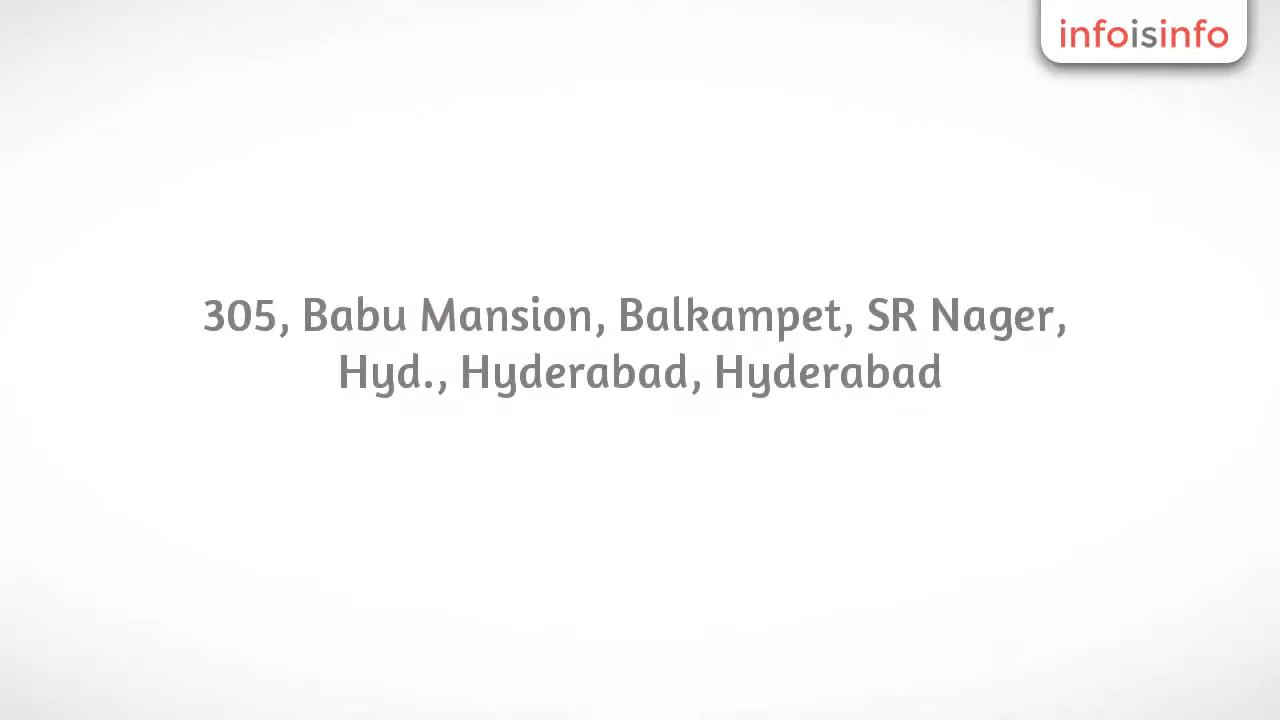 infoisinfo
305, Babu Mansion, Balkampet, SR Nager,
Hyd., Hyderabad, Hyderabad